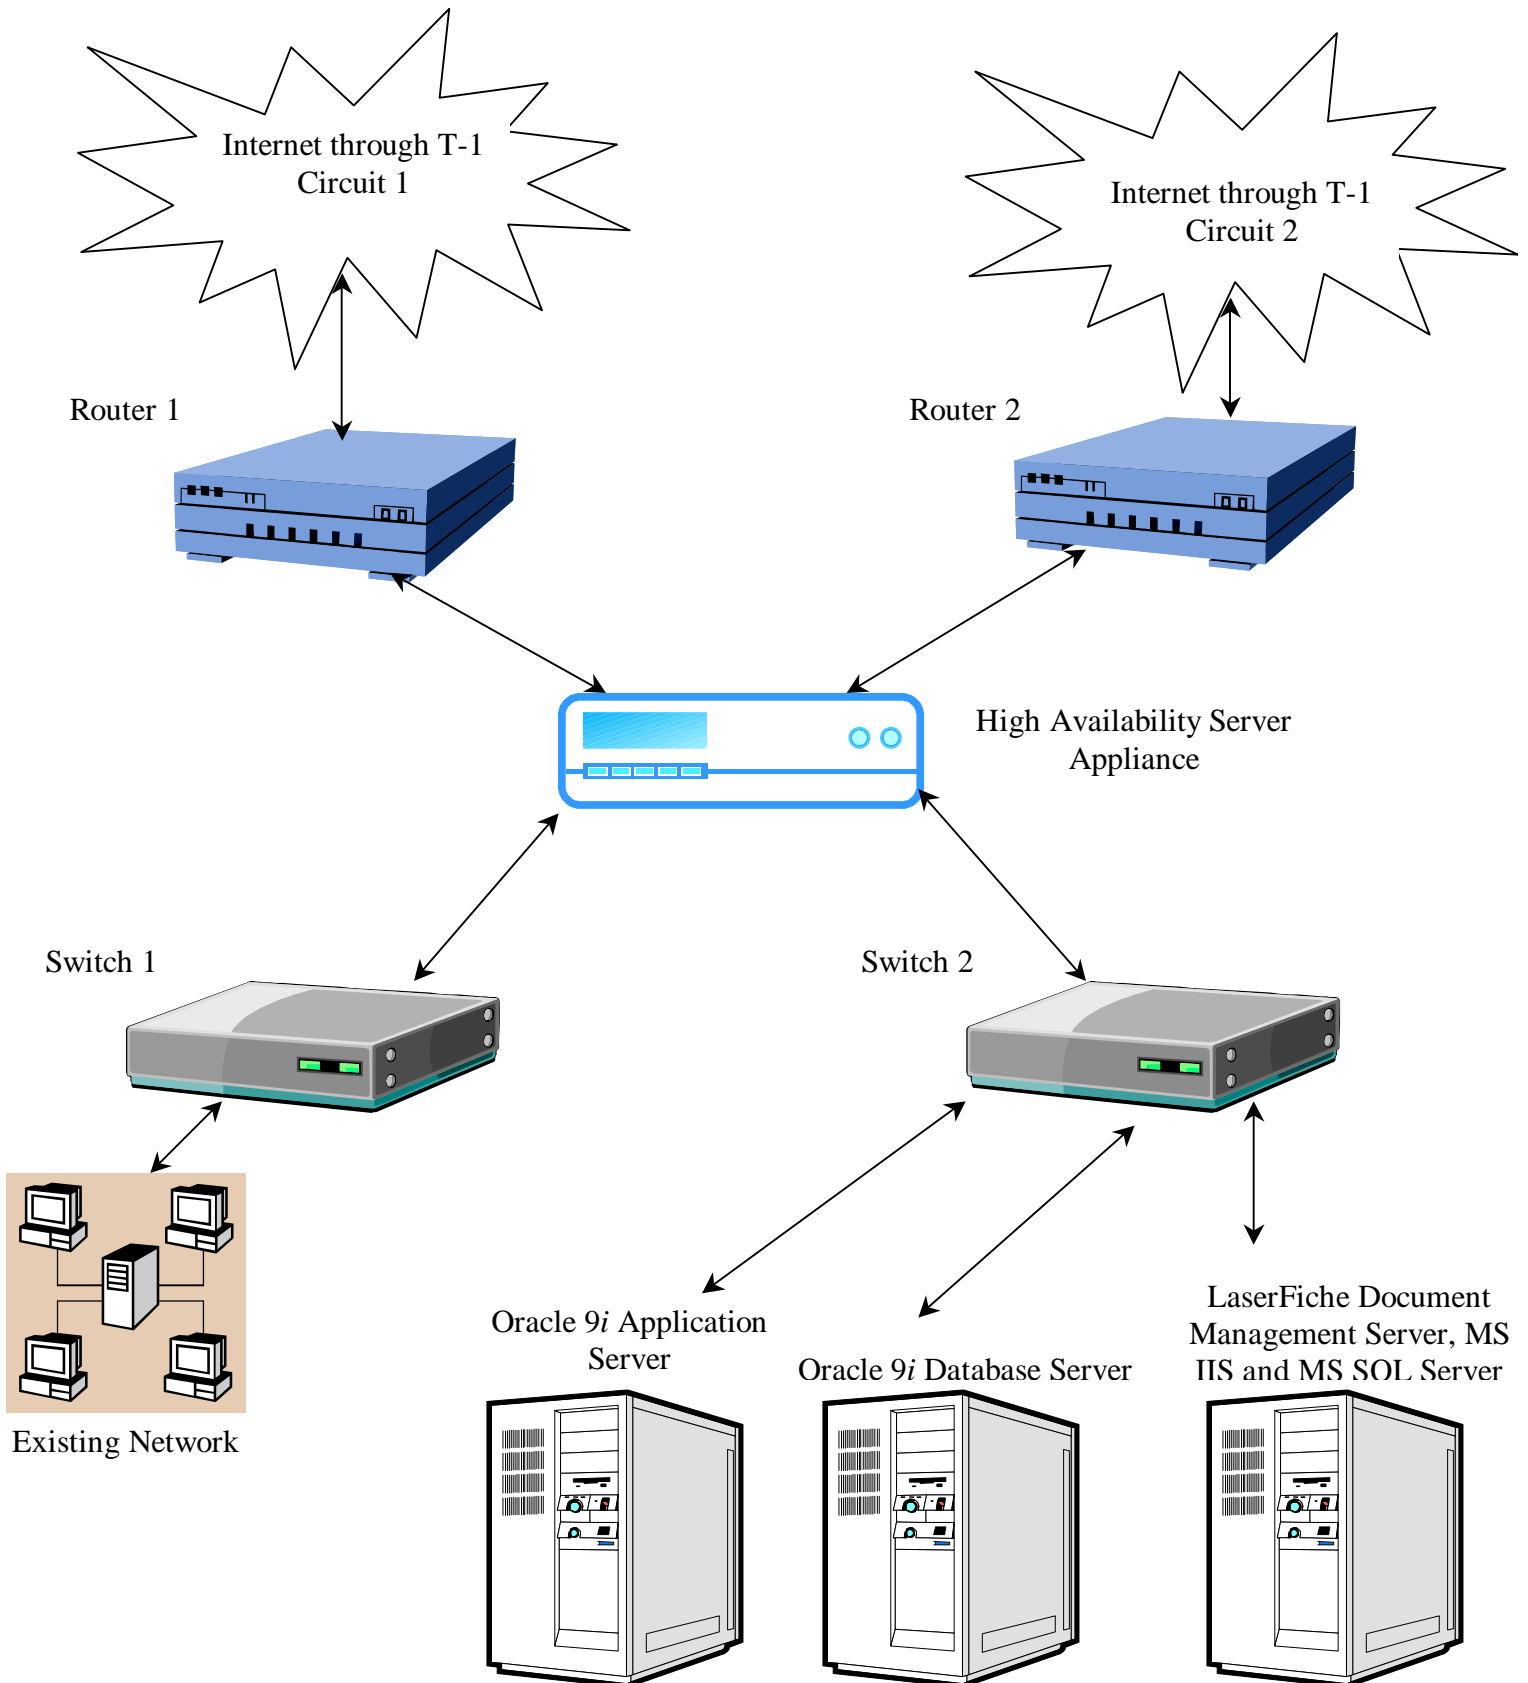 Internet through T-1
Circuit 1
Internet through T-1
Circuit 2
Router 1
Router 2
High Availability Server
Appliance
Switch 1
Switch 2
Oracle 9i Application
Server
Oracle 9i Database Server
LaserFiche Document
Management Server, MS
IIS and MS SQL Server
Existing Network